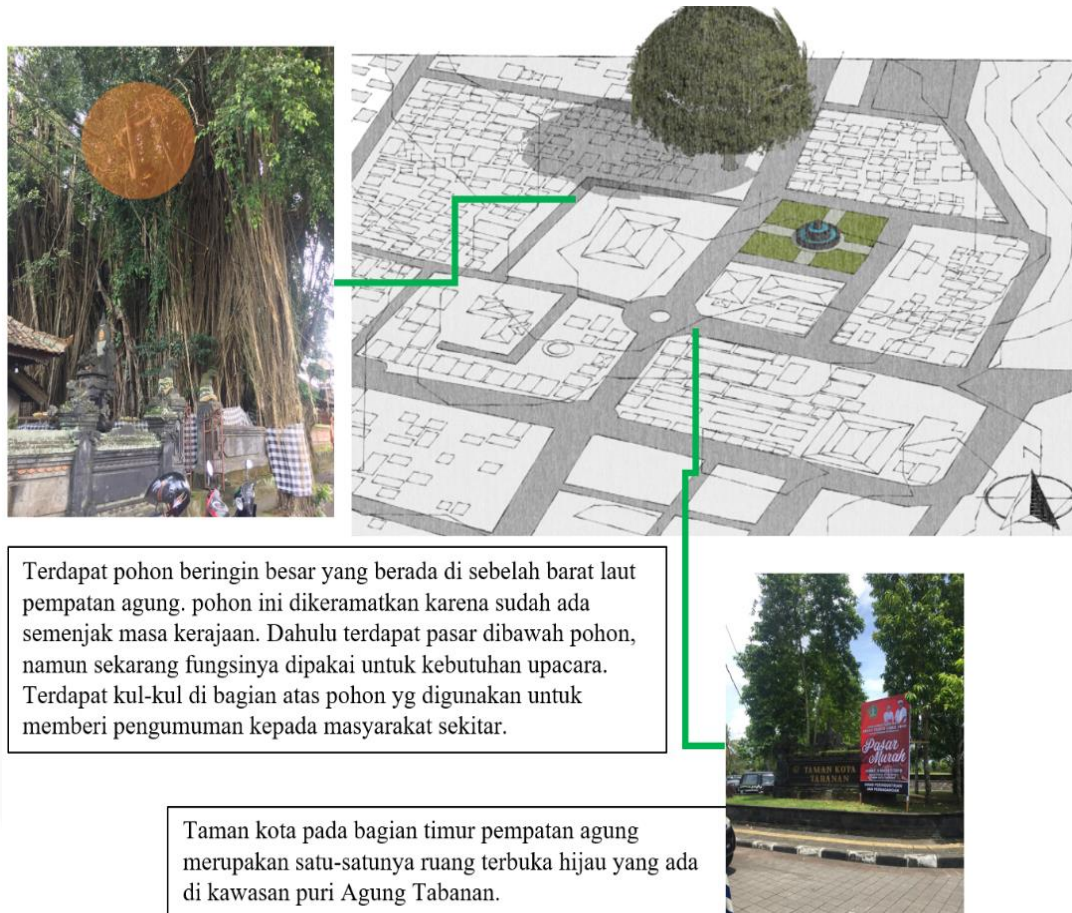 Z
Terdapat pohon beringin besar yang berada di sebelah barat laut
pempatan agung. pohon ini dikeramatkan karena sudah ada
semenjak masa kerajaan. Dahulu terdapat pasar dibawah pohon,
namun sekarang fungsinya dipakai untuk kebutuhan upacara.
Terdapat kul-kul di bagian atas pohon yg digunakan untuk
memberi pengumuman kepada masyarakat sekitar.
Pasar
Murah
TAMAN KOTA
TABANAN
Taman kota pada bagian timur pempatan agung
merupakan satu-satunya ruang terbuka hijau yang ada
di kawasan puri Agung Tabanan.